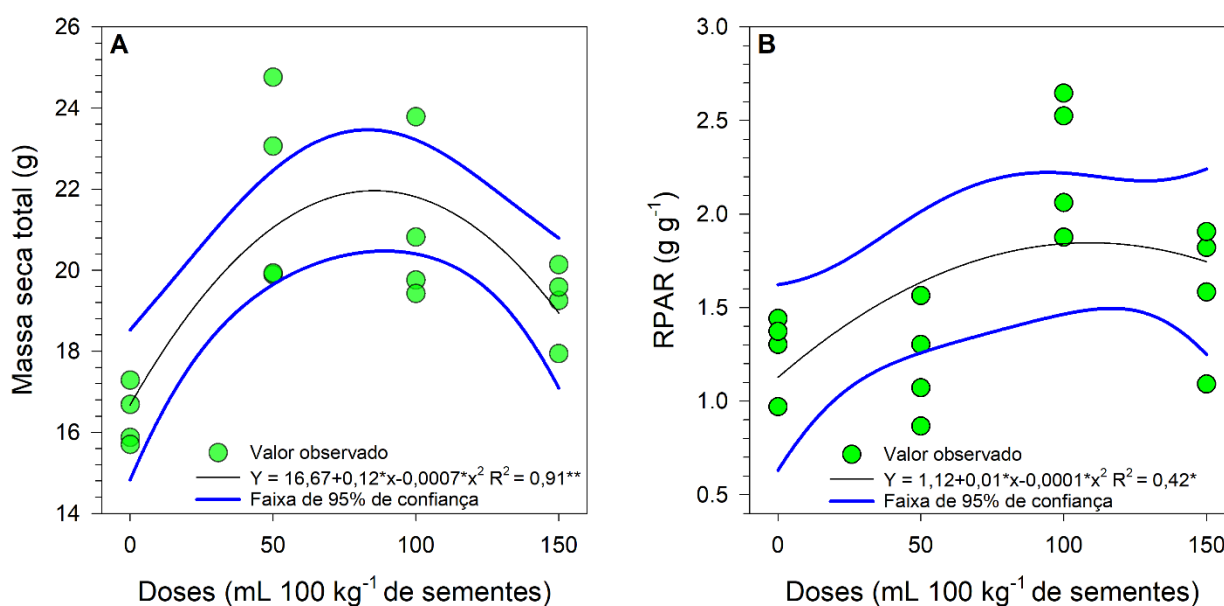 A
Massa seca total (g)
26
24
22
20
18
16
14
Valor observado
Y = 16,67+0,12*x-0,0007*x² R² = 0,91**
Faixa de 95% de confiança
0 50 100 150
Doses (mL 100 kg⁻¹ de sementes)
B
RPAR (g g⁻¹)
3.0
2.5
2.0
1.5
1.0
0.5
Valor observado
Y = 1,12+0,01*x-0,0001*x² R² = 0,42*
Faixa de 95% de confiança
0 50 100 150
Doses (mL 100 kg⁻¹ de sementes)